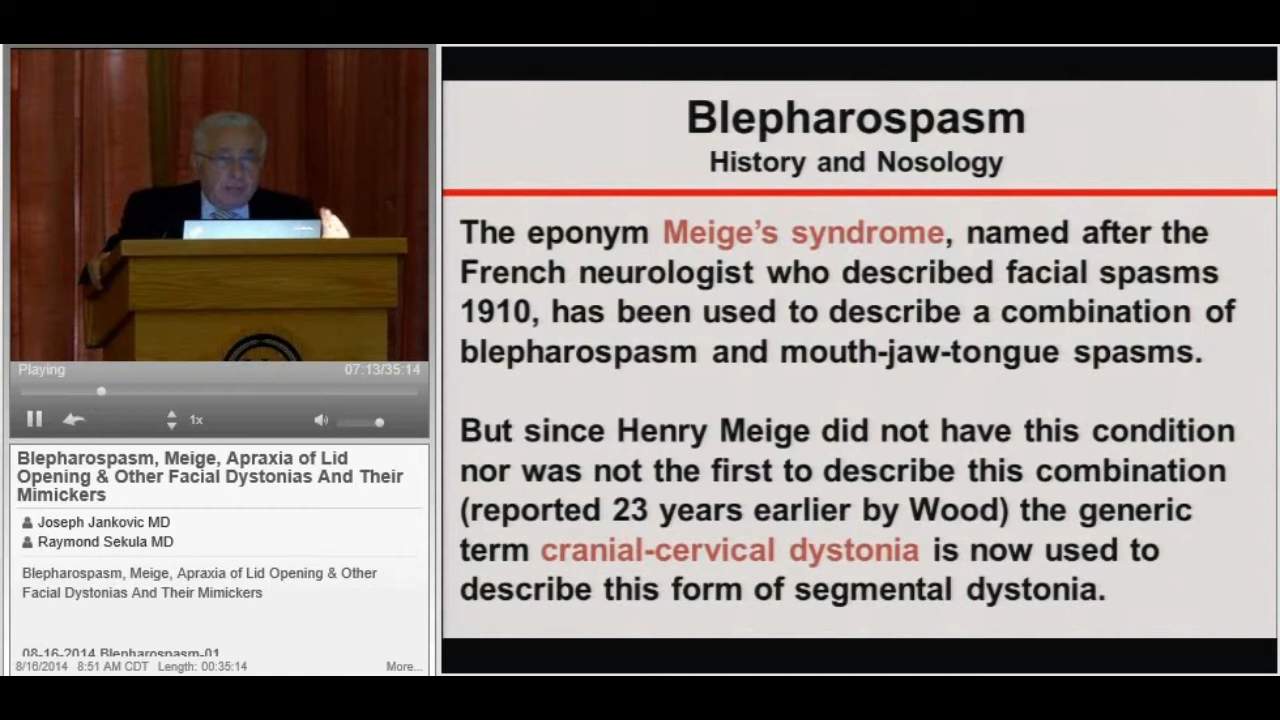 Playing
07:13/35:14
1x
Blepharospasm, Meige, Apraxia of Lid
Opening & Other Facial Dystonias And Their
Mimickers
Joseph Jankovic MD
Raymond Sekula MD
Blepharospasm, Meige, Apraxia of Lid Opening & Other
Facial Dystonias And Their Mimickers
08-16-2014 Blepharospasm-01
8/16/2014 8:51 AM CDT Length: 00:35:14
More...
Blepharospasm
History and Nosology
The eponym Meige's syndrome, named after the
French neurologist who described facial spasms
1910, has been used to describe a combination of
blepharospasm and mouth-jaw-tongue spasms.
But since Henry Meige did not have this condition
nor was not the first to describe this combination
(reported 23 years earlier by Wood) the generic
term cranial-cervical dystonia is now used to
describe this form of segmental dystonia.